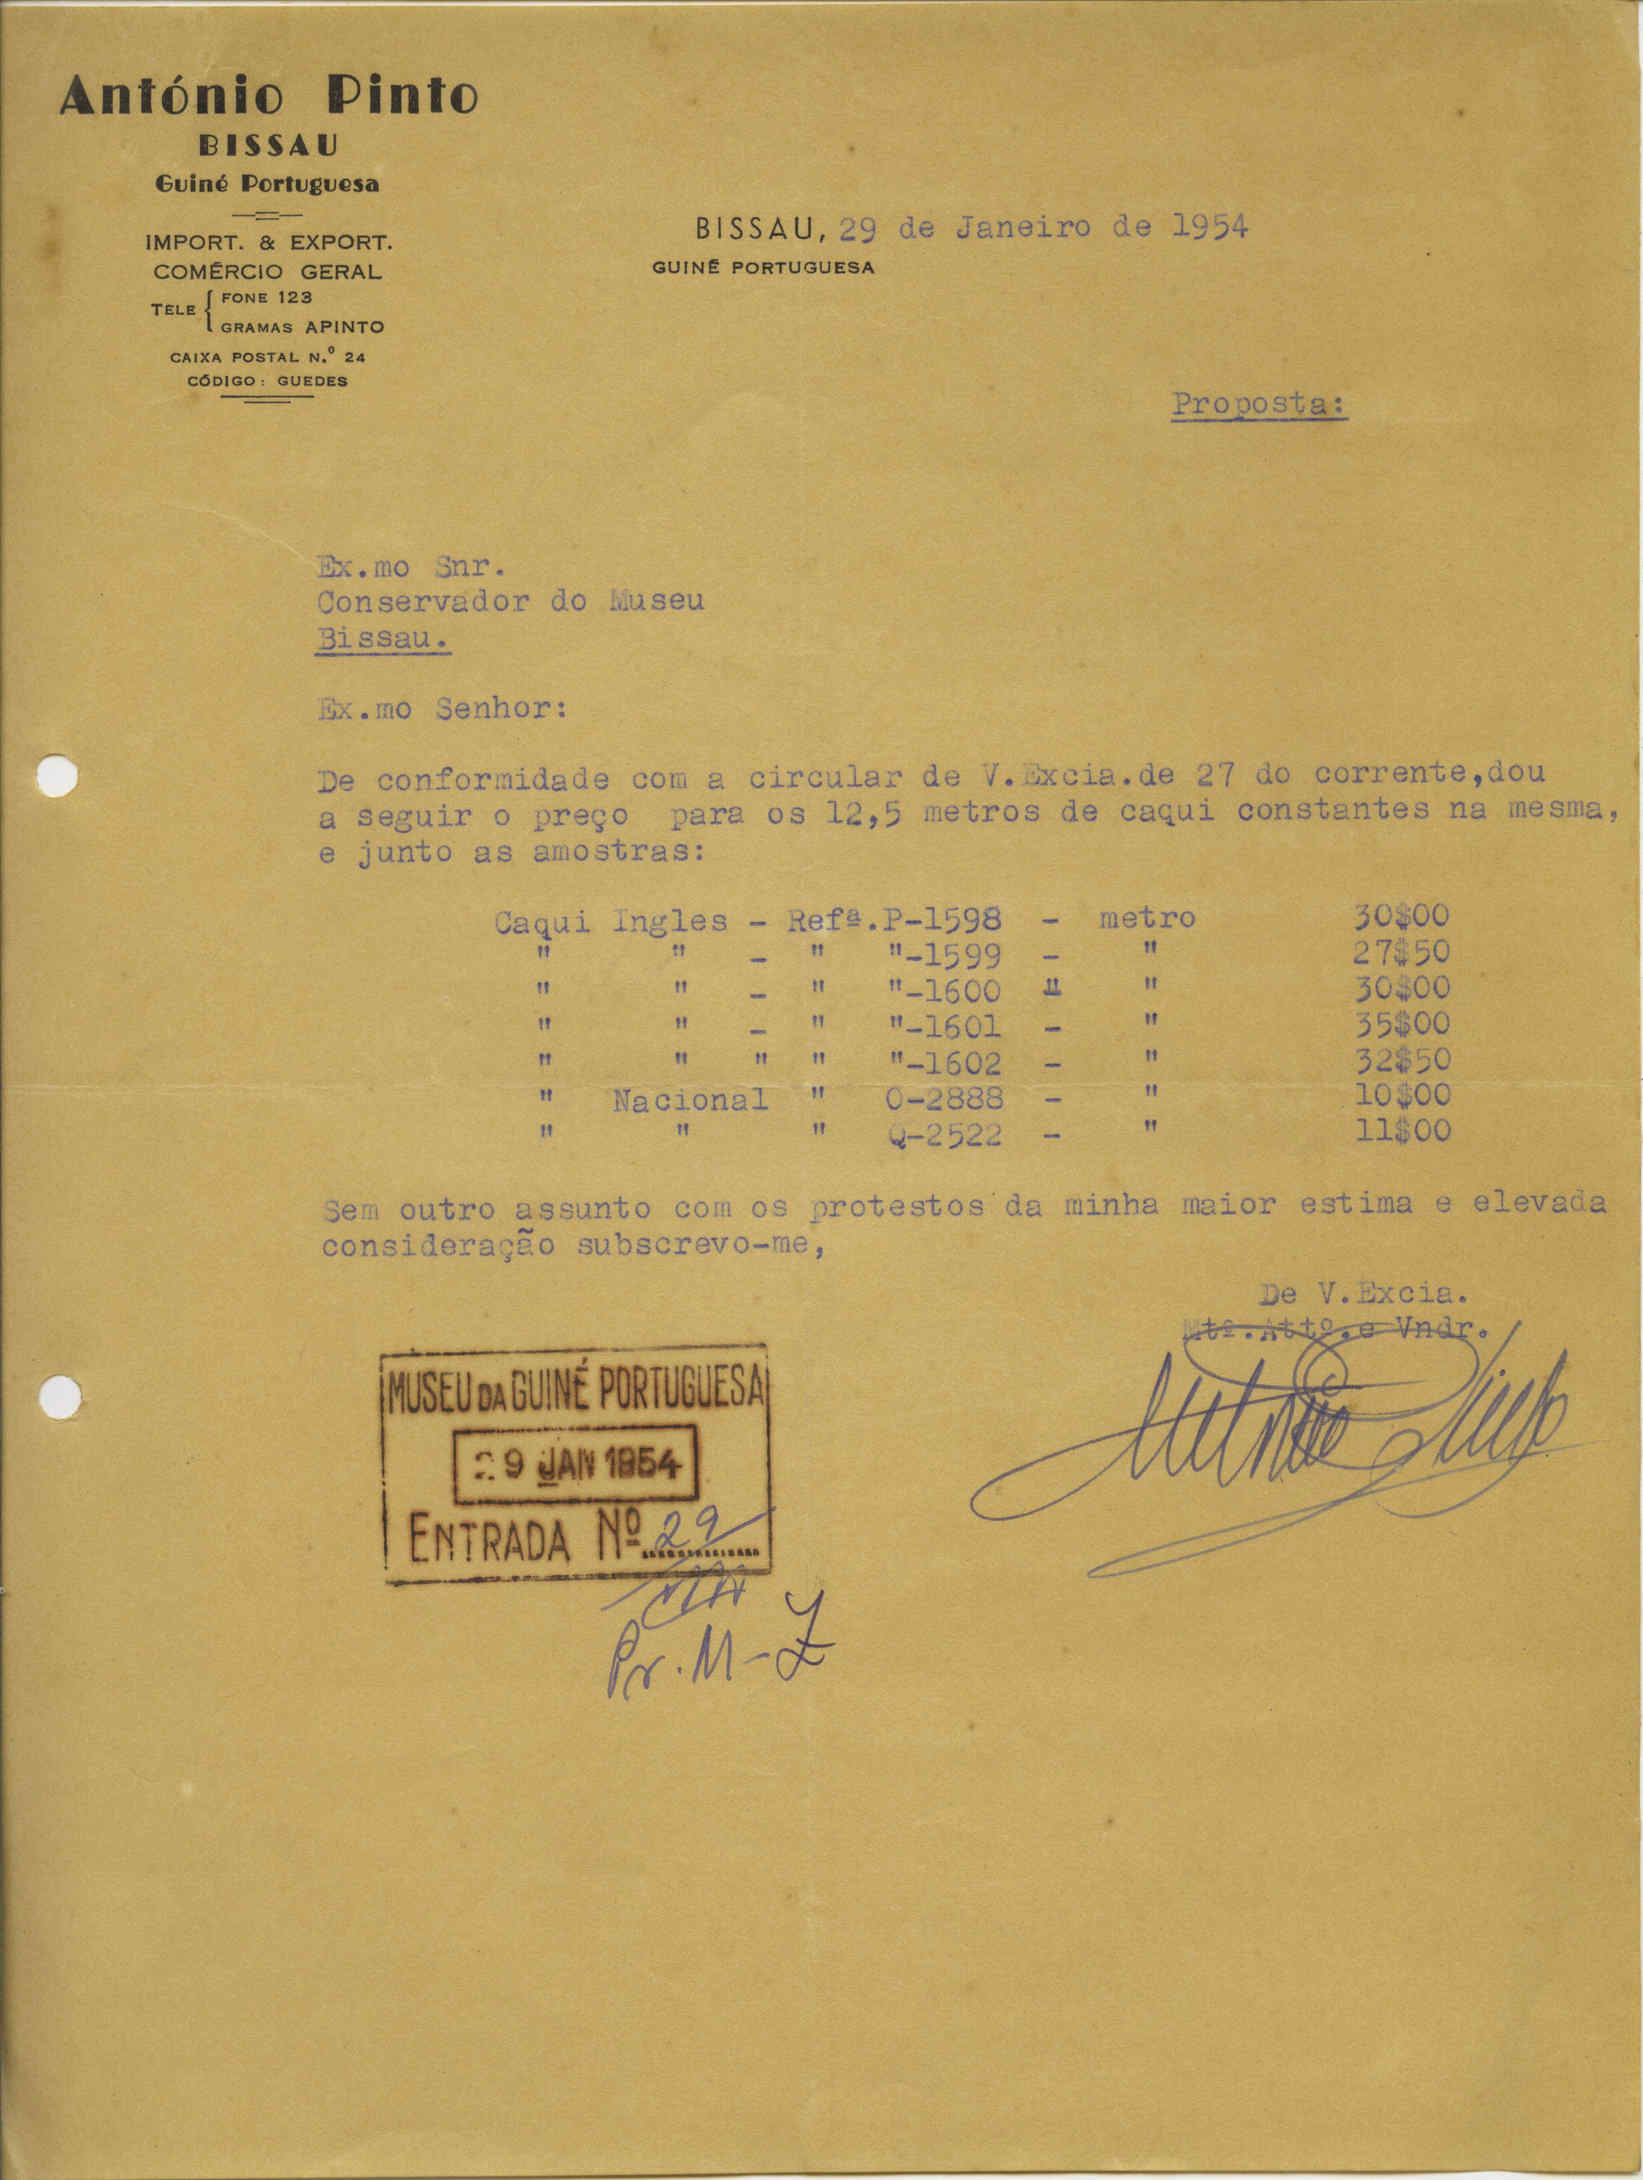 António Pinto
BISSAU
Guiné Portuguesa
IMPORT. & EXPORT.
COMÉRCIO GERAL
TELE { FONE 123
GRAMAS APINTO
CAIXA POSTAL N.º 24
CÓDIGO: GUEDES
BISSAU, 29 de Janeiro de 1954
GUINÉ PORTUGUESA
Proposta:
Ex.mo Snr.
Conservador do Museu
Bissau.
Ex.mo Senhor:
De conformidade com a circular de V.Excia.de 27 do corrente,dou
a seguir o preço para os 12,5 metros de caqui constantes na mesma,
e junto as amostras:
Caqui Ingles - Refª.P-1598 - metro 30$00
" " - " "-1599 - " 27$50
" " - " "-1600 " " 30$00
" " - " "-1601 - " 35$00
" " " " "-1602 - " 32$50
" Nacional " O-2888 - " 10$00
" " " Q-2522 - " 11$00
Sem outro assunto com os protestos da minha maior estima e elevada
consideração subscrevo-me,
De V.Excia.
Mtº.Attº.e Vndr.
António Pinto
MUSEU DA GUINÉ PORTUGUESA
29 JAN 1954
ENTRADA Nº 29
Pr. M-Z